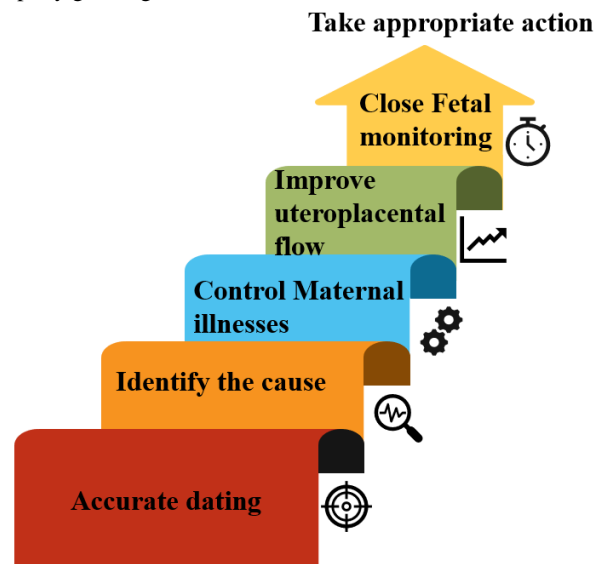 Take appropriate action
Close Fetal
monitoring
Improve
uteroplacental
flow
Control Maternal
illnesses
Identify the cause
Accurate dating